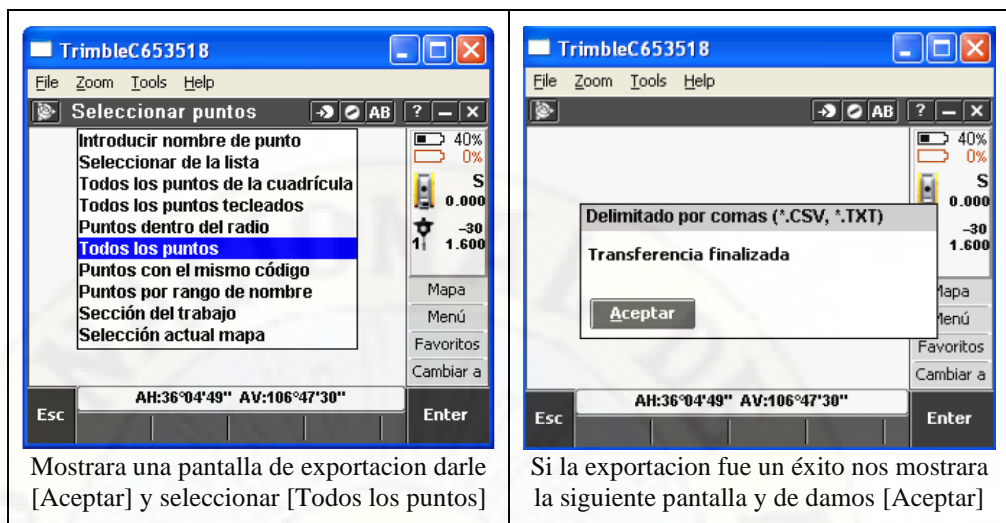 TrimbleC653518
File Zoom Tools Help
Seleccionar puntos AB ? – x
Introducir nombre de punto
Seleccionar de la lista
Todos los puntos de la cuadrícula
Todos los puntos tecleados
Puntos dentro del radio
Todos los puntos
Puntos con el mismo código
Puntos por rango de nombre
Sección del trabajo
Selección actual mapa
40%
0%
S
0.000
-30
1 1.600
Mapa
Menú
Favoritos
Cambiar a
AH:36°04'49" AV:106°47'30"
Esc
Enter
Mostrara una pantalla de exportacion darle
[Aceptar] y seleccionar [Todos los puntos]
TrimbleC653518
File Zoom Tools Help
AB ? – x
40%
0%
S
0.000
-30
1.600
Delimitado por comas (*.CSV, *.TXT)
Transferencia finalizada
Aceptar
Mapa
Menú
Favoritos
Cambiar a
AH:36°04'49" AV:106°47'30"
Esc
Enter
Si la exportacion fue un éxito nos mostrara
la siguiente pantalla y de damos [Aceptar]